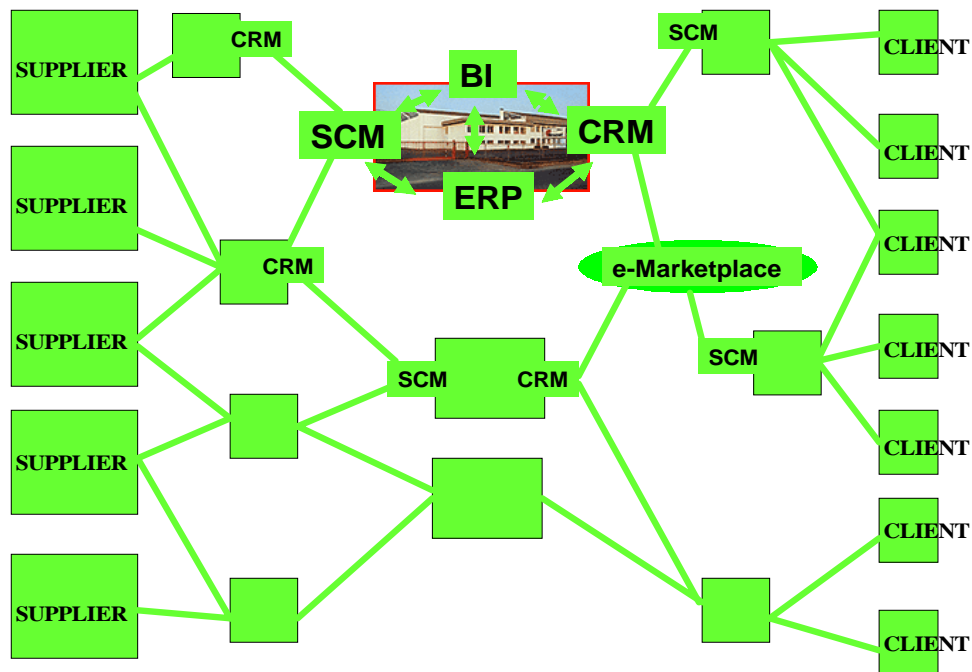 SUPPLIER
CRM
SCM
CLIENT
BI
SCM
CRM
CLIENT
ERP
SUPPLIER
CLIENT
CRM
e-Marketplace
SUPPLIER
CLIENT
SCM
SCM
CRM
CLIENT
SUPPLIER
CLIENT
SUPPLIER
CLIENT